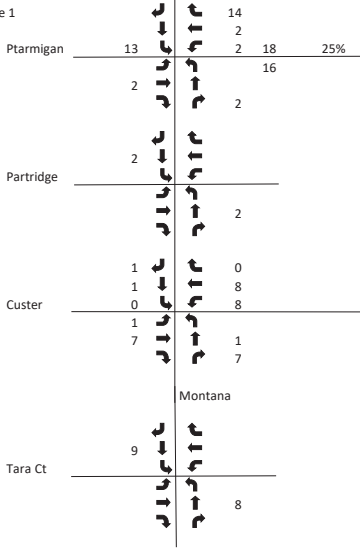 e 1
14
2
Ptarmigan 13 2 18 25%
16
2
2
2
Partridge
2
1 0
1 8
Custer 0 8
1
7 1
7
Montana
9
Tara Ct
8